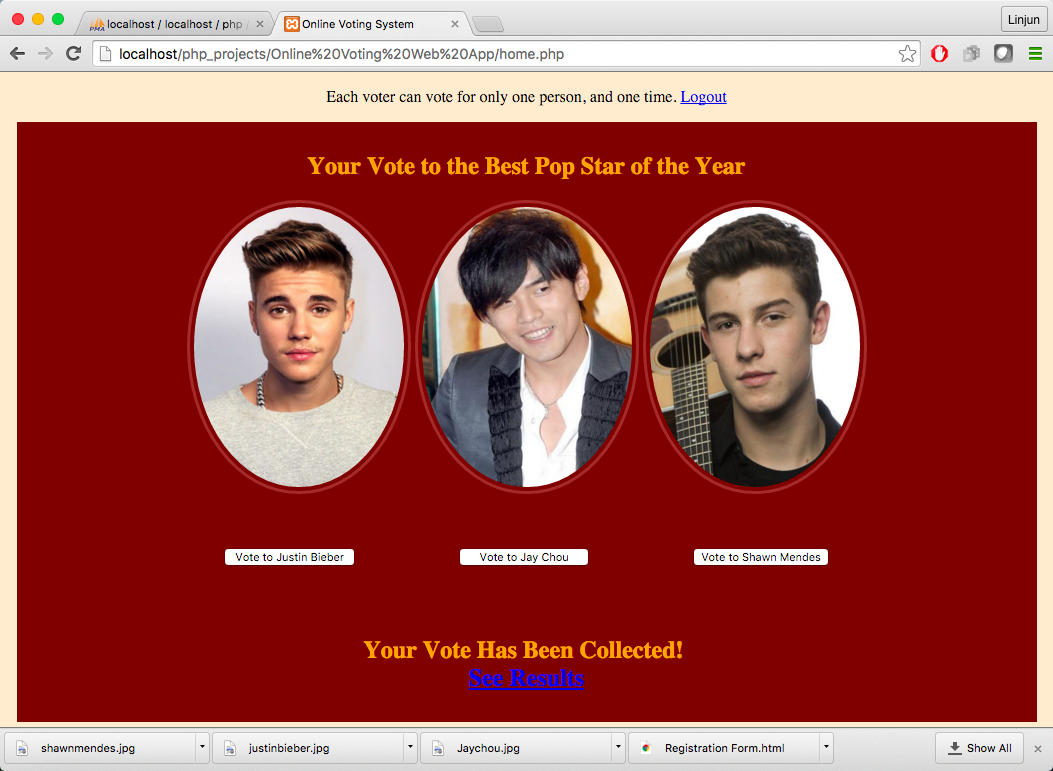 localhost / localhost / php /
Online Voting System
Linjun
localhost/php_projects/Online%20Voting%20Web%20App/home.php
Each voter can vote for only one person, and one time. Logout
Your Vote to the Best Pop Star of the Year
Vote to Justin Bieber
Vote to Jay Chou
Vote to Shawn Mendes
Your Vote Has Been Collected!
See Results
shawnmendes.jpg
justinbieber.jpg
Jaychou.jpg
Registration Form.html
Show All